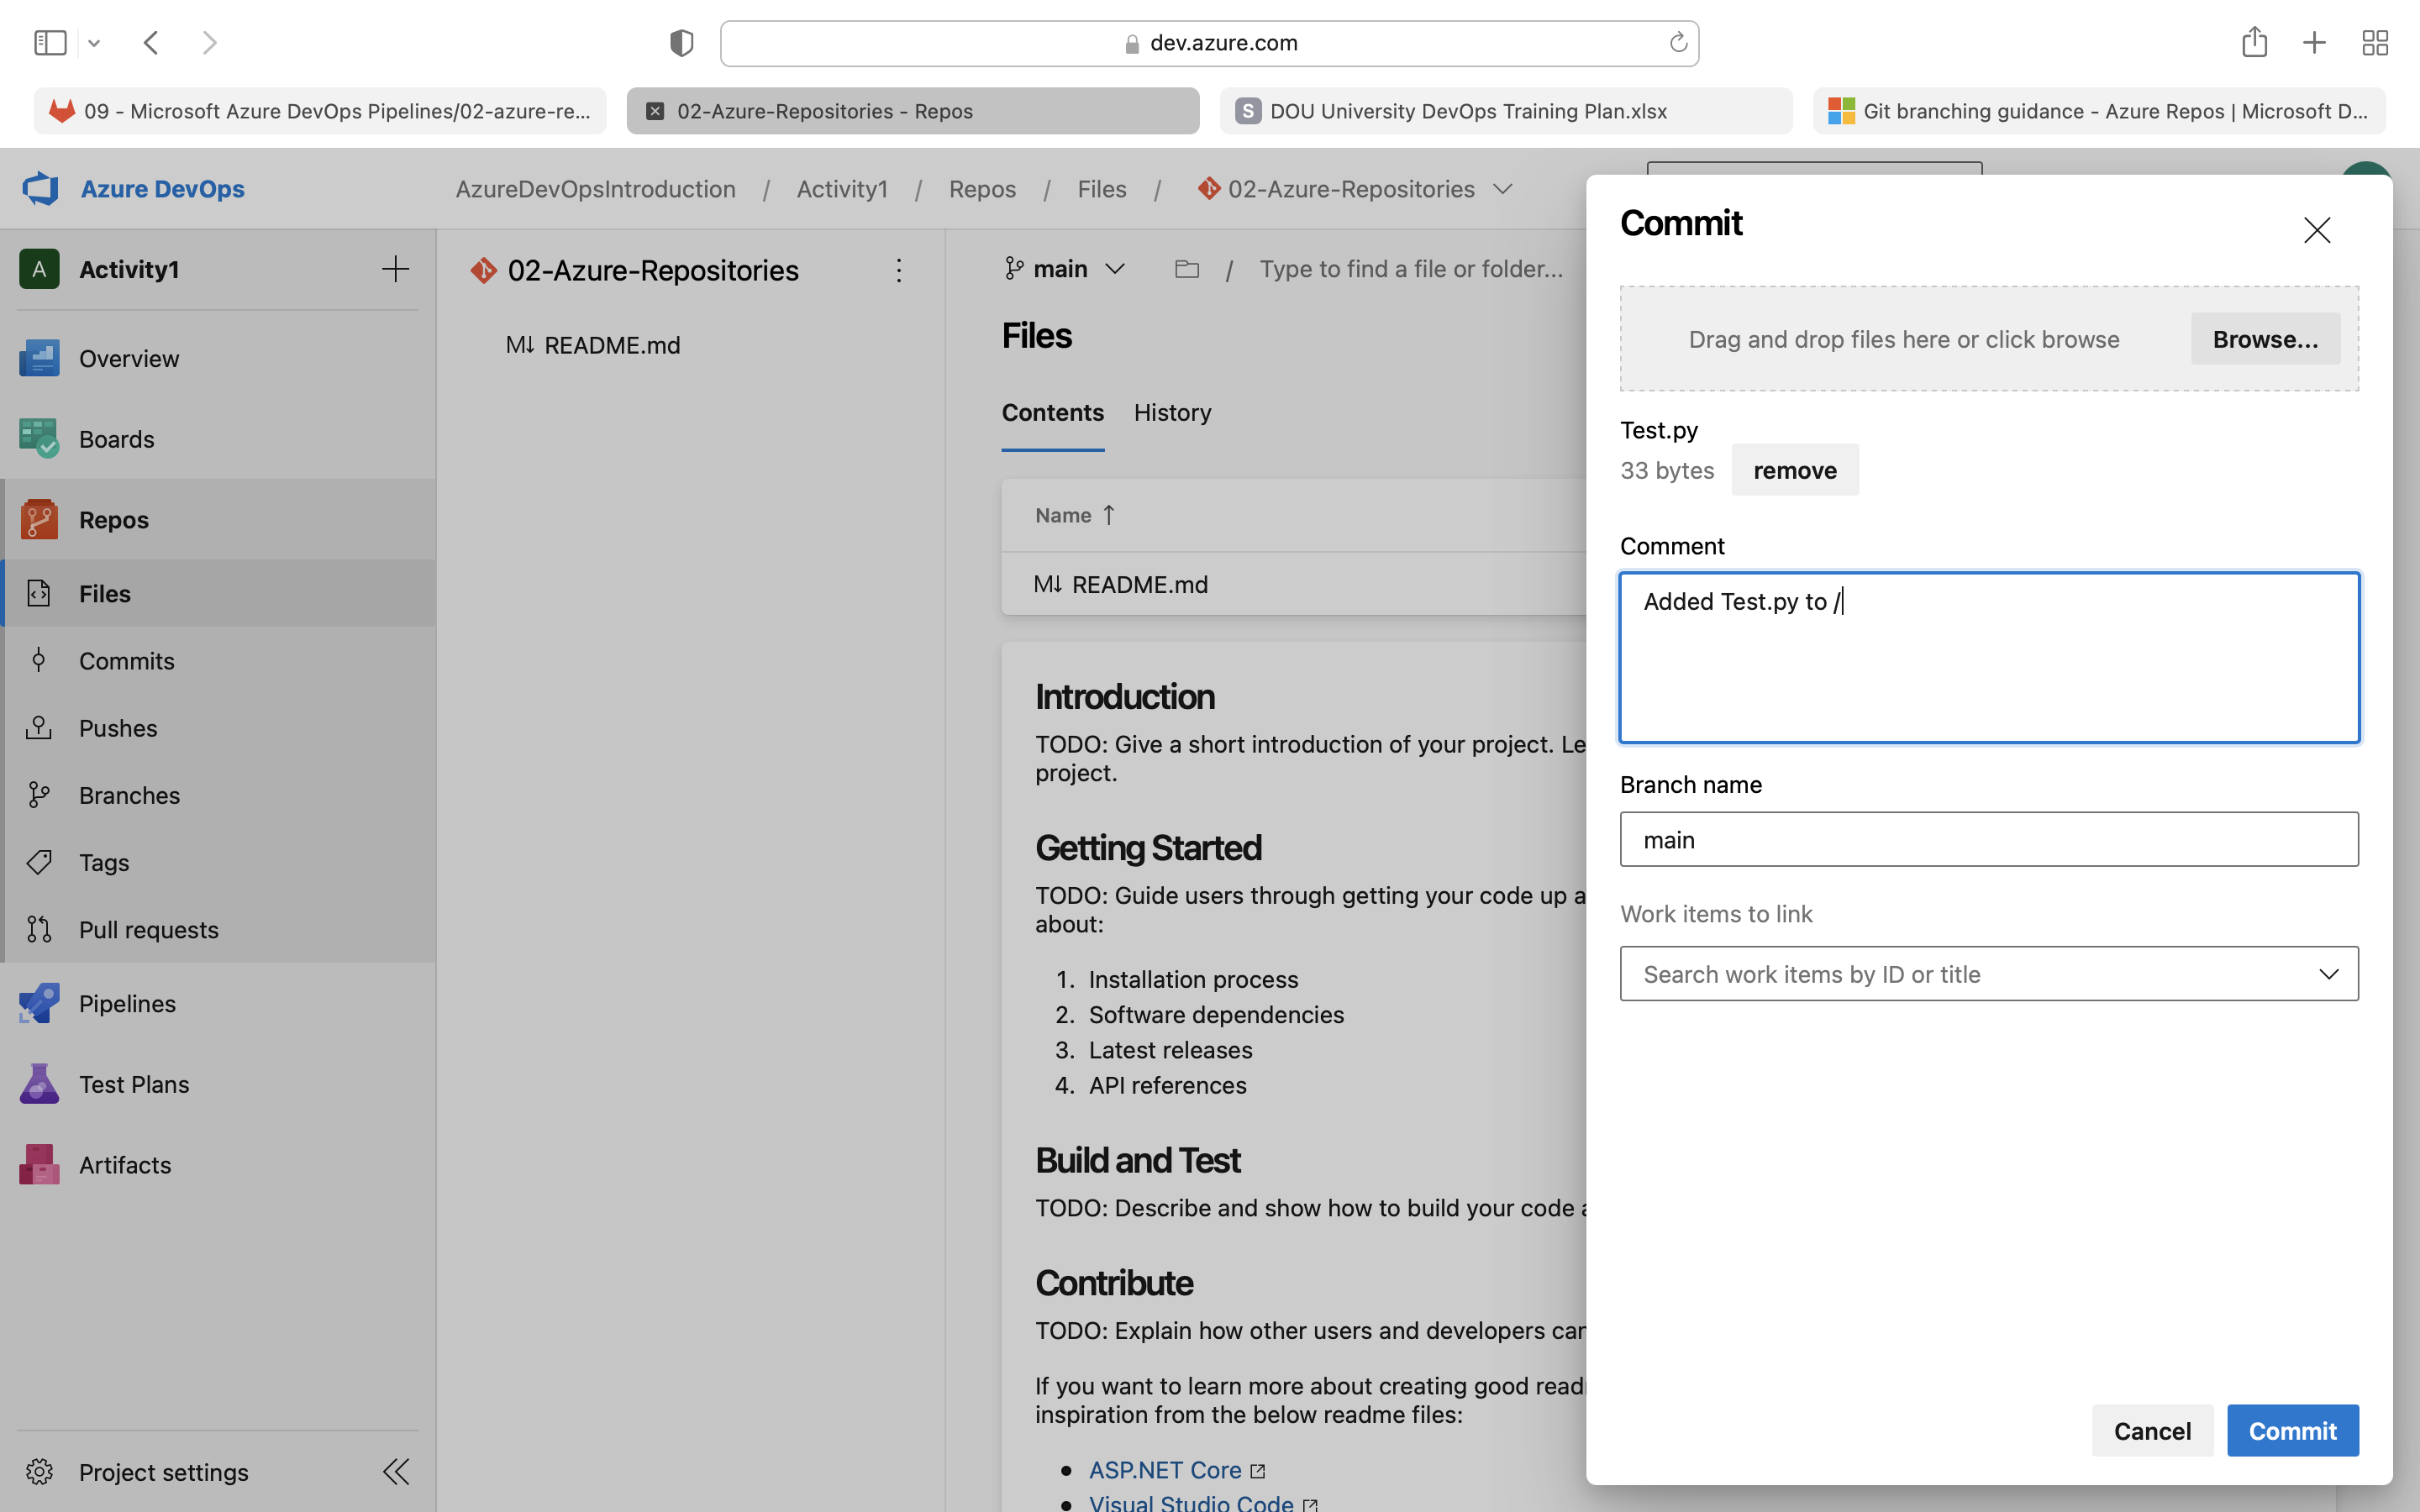 dev.azure.com
09 - Microsoft Azure DevOps Pipelines/02-azure-re...
02-Azure-Repositories - Repos
S DOU University DevOps Training Plan.xlsx
Git branching guidance - Azure Repos | Microsoft D...
Azure DevOps
AzureDevOpsIntroduction / Activity1 / Repos / Files / 02-Azure-Repositories
A Activity1
Overview
Boards
Repos
Files
Commits
Pushes
Branches
Tags
Pull requests
Pipelines
Test Plans
Artifacts
Project settings
02-Azure-Repositories
M↓ README.md
main / Type to find a file or folder...
Files
Contents History
Name ↑
M↓ README.md
Introduction
TODO: Give a short introduction of your project. Le
project.
Getting Started
TODO: Guide users through getting your code up a
about:
1. Installation process
2. Software dependencies
3. Latest releases
4. API references
Build and Test
TODO: Describe and show how to build your code a
Contribute
TODO: Explain how other users and developers can
If you want to learn more about creating good read
inspiration from the below readme files:
ASP.NET Core
Visual Studio Code
Commit
Drag and drop files here or click browse Browse...
Test.py
33 bytes remove
Comment
Added Test.py to /
Branch name
main
Work items to link
Search work items by ID or title
Cancel Commit